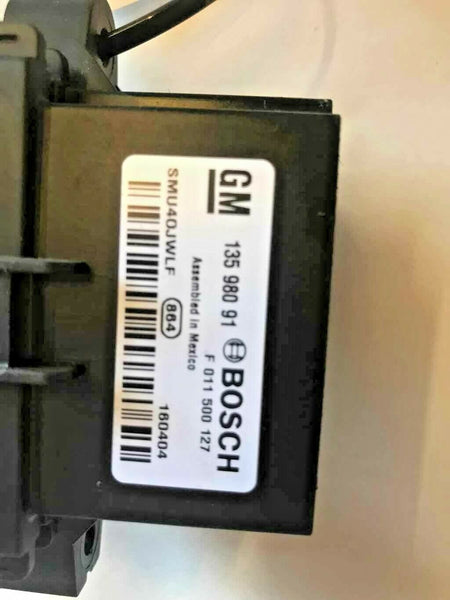 GM 135 980 91 BOSCH
F 011 500 127
Assembled in Mexico
SMU40JWLF 864 160404